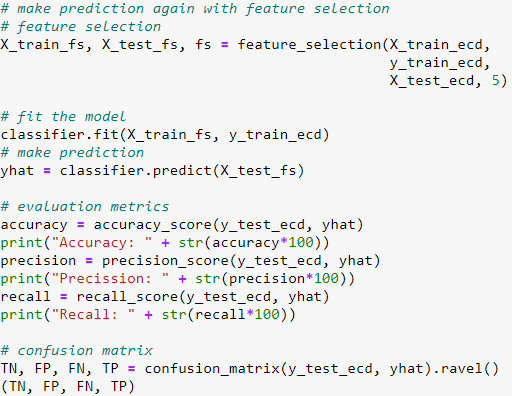 # make prediction again with feature selection
# feature selection
X_train_fs, X_test_fs, fs = feature_selection(X_train_ecd,
y_train_ecd,
X_test_ecd, 5)
# fit the model
classifier.fit(X_train_fs, y_train_ecd)
# make prediction
yhat = classifier.predict(X_test_fs)
# evaluation metrics
accuracy = accuracy_score(y_test_ecd, yhat)
print("Accuracy: " + str(accuracy*100))
precision = precision_score(y_test_ecd, yhat)
print("Precission: " + str(precision*100))
recall = recall_score(y_test_ecd, yhat)
print("Recall: " + str(recall*100))
# confusion matrix
TN, FP, FN, TP = confusion_matrix(y_test_ecd, yhat).ravel()
(TN, FP, FN, TP)